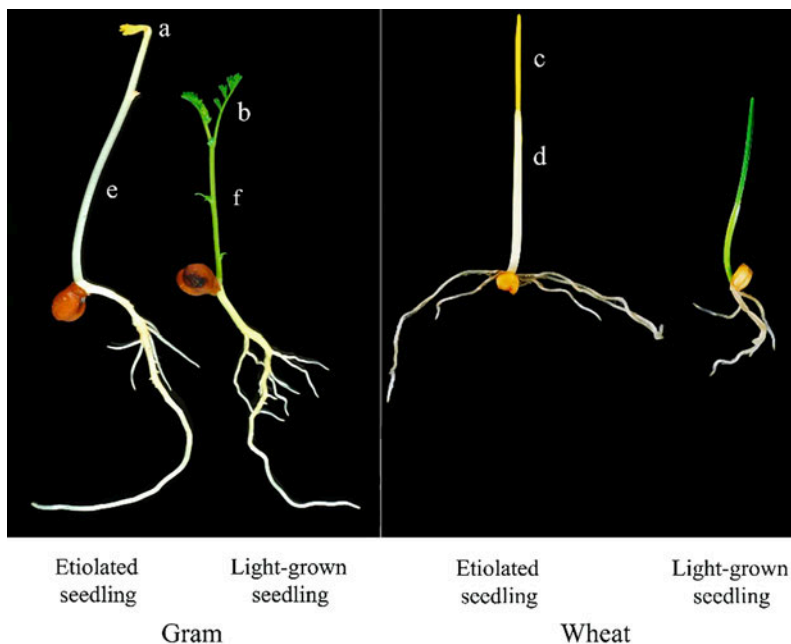 a
b
e
f
c
d
Etiolated
seedling
Light-grown
seedling
Etiolated
seedling
Light-grown
seedling
Gram
Wheat